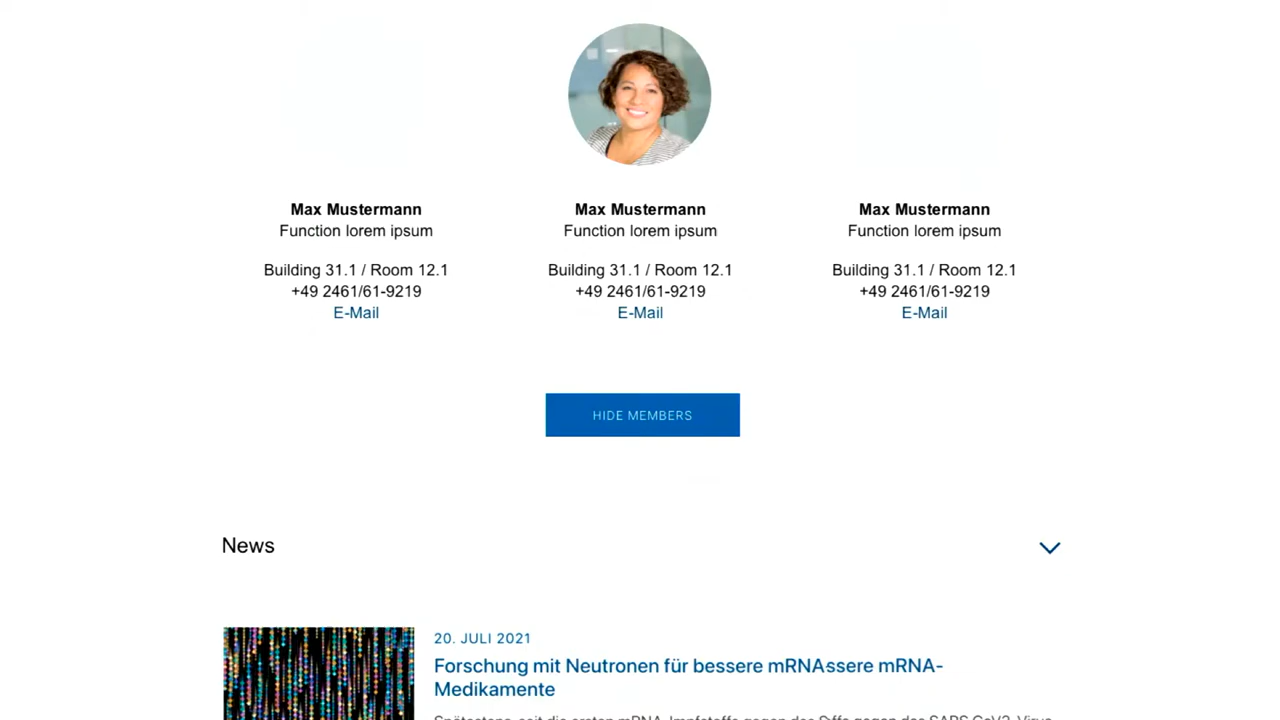 Max Mustermann
Function lorem ipsum
Building 31.1 / Room 12.1
+49 2461/61-9219
E-Mail
Max Mustermann
Function lorem ipsum
Building 31.1 / Room 12.1
+49 2461/61-9219
E-Mail
Max Mustermann
Function lorem ipsum
Building 31.1 / Room 12.1
+49 2461/61-9219
E-Mail
HIDE MEMBERS
News
20. JULI 2021
Forschung mit Neutronen für bessere mRNAssere mRNA-
Medikamente